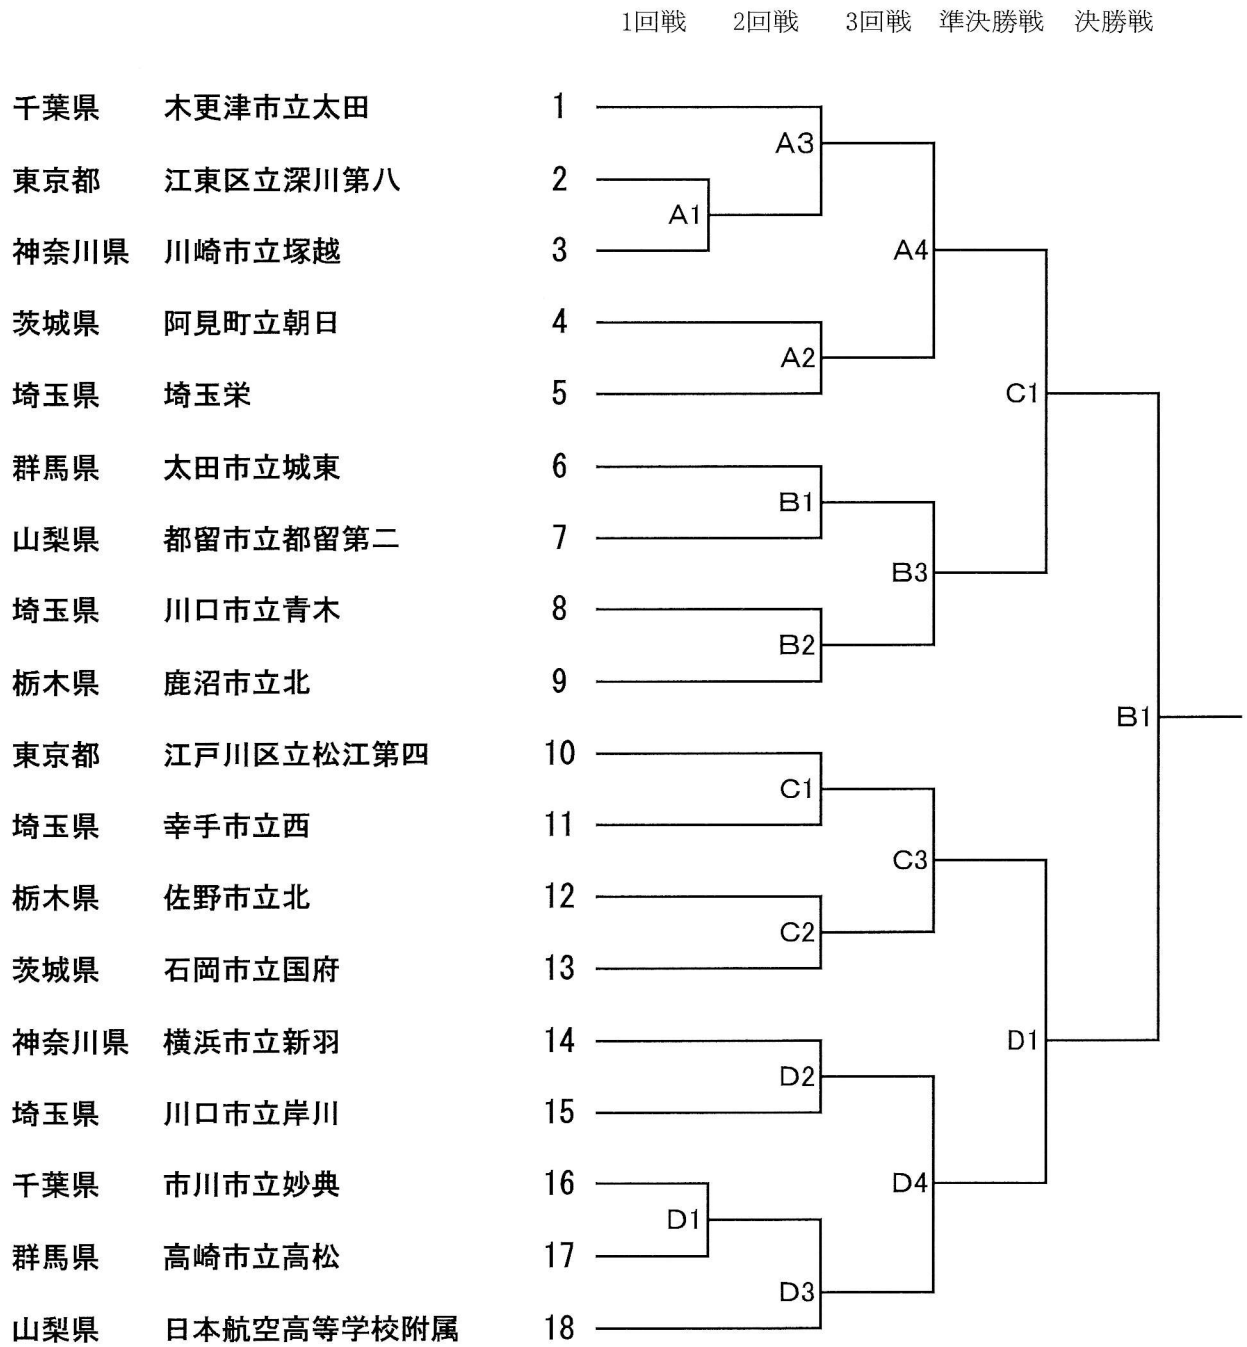 1回戦 2回戦 3回戦 準決勝戦 決勝戦
千葉県 木更津市立太田 1
A3
東京都 江東区立深川第八 2
A1
神奈川県 川崎市立塚越 3
A4
茨城県 阿見町立朝日 4
A2
埼玉県 埼玉栄 5
C1
群馬県 太田市立城東 6
B1
山梨県 都留市立都留第二 7
B3
埼玉県 川口市立青木 8
B2
栃木県 鹿沼市立北 9
B1
東京都 江戸川区立松江第四 10
C1
埼玉県 幸手市立西 11
C3
栃木県 佐野市立北 12
C2
茨城県 石岡市立国府 13
神奈川県 横浜市立新羽 14
D1
D2
埼玉県 川口市立岸川 15
千葉県 市川市立妙典 16
D4
D1
群馬県 高崎市立高松 17
D3
山梨県 日本航空高等学校附属 18